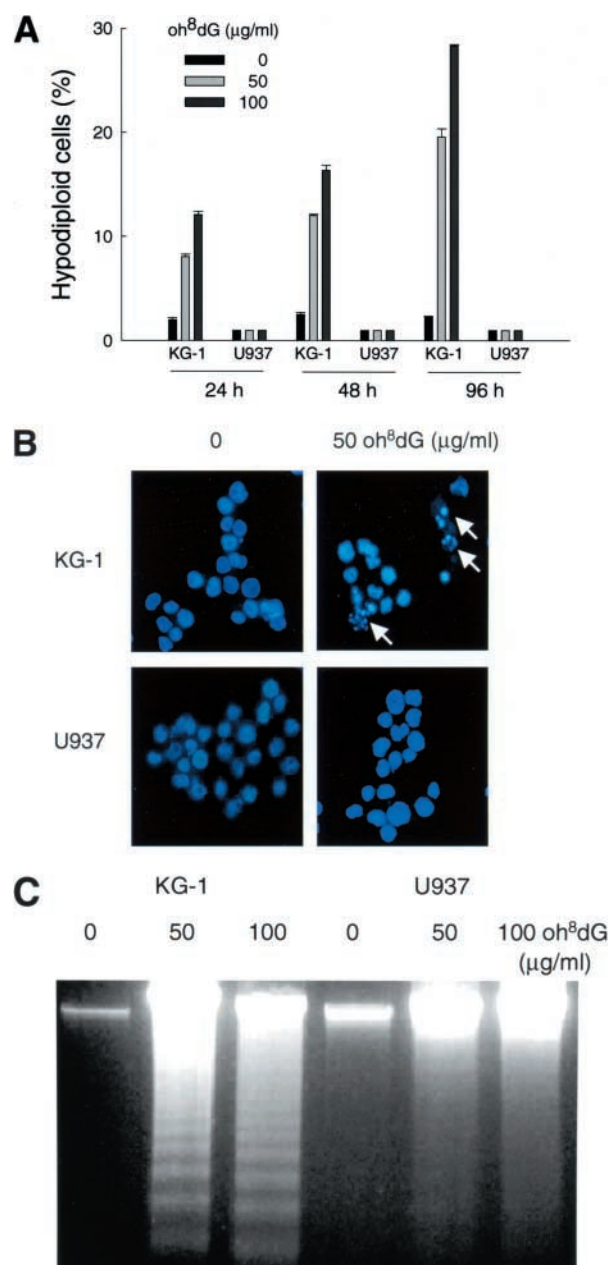 A
oh⁸dG (μg/ml)
0
50
100
Hypodiploid cells (%)
30
20
10
0
KG-1 U937 KG-1 U937 KG-1 U937
24 h 48 h 96 h
B
0 50 oh⁸dG (μg/ml)
KG-1
U937
C
KG-1 U937
0 50 100 0 50 100 oh⁸dG
(μg/ml)